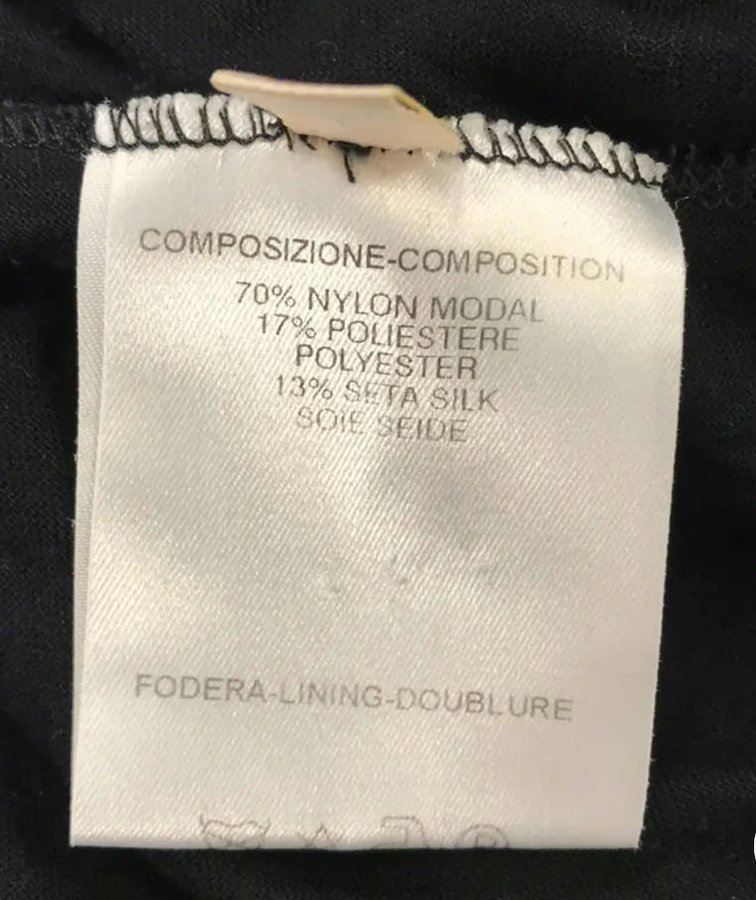 COMPOSIZIONE-COMPOSITION
70% NYLON MODAL
17% POLIESTERE
POLYESTER
13% SETA SILK
SOIE SEIDE
FODERA-LINING-DOUBLURE
P